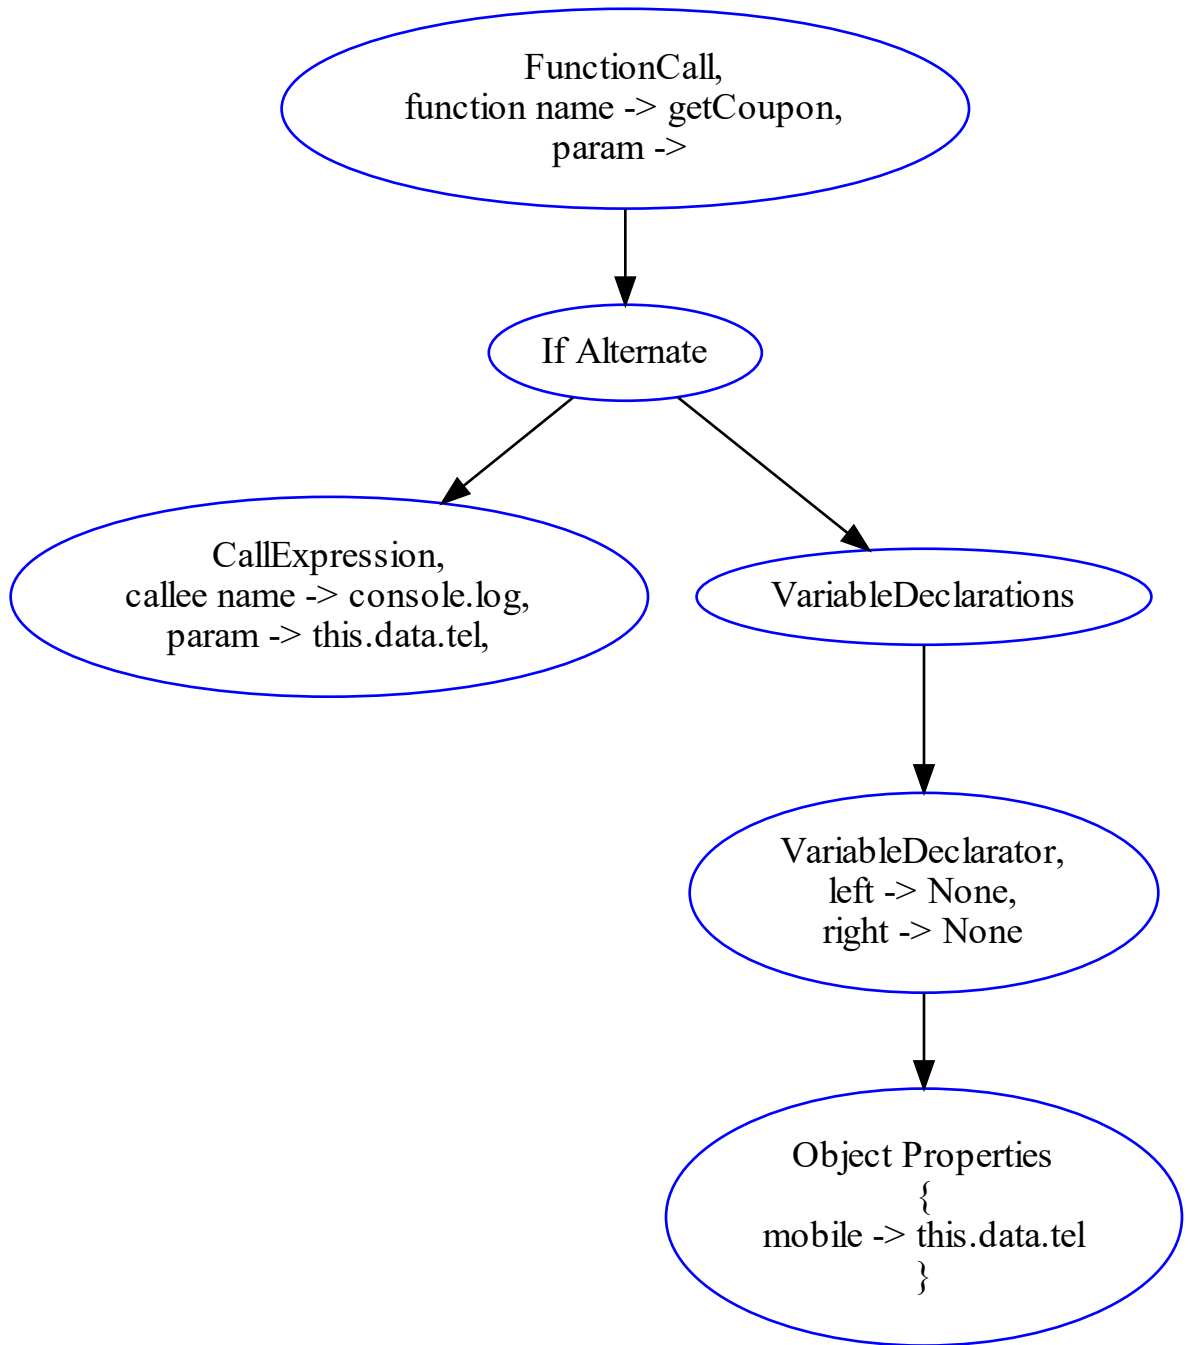 FunctionCall,
function name -> getCoupon,
param ->
If Alternate
CallExpression,
callee name -> console.log,
param -> this.data.tel,
VariableDeclarations
VariableDeclarator,
left -> None,
right -> None
Object Properties
{
mobile -> this.data.tel
}